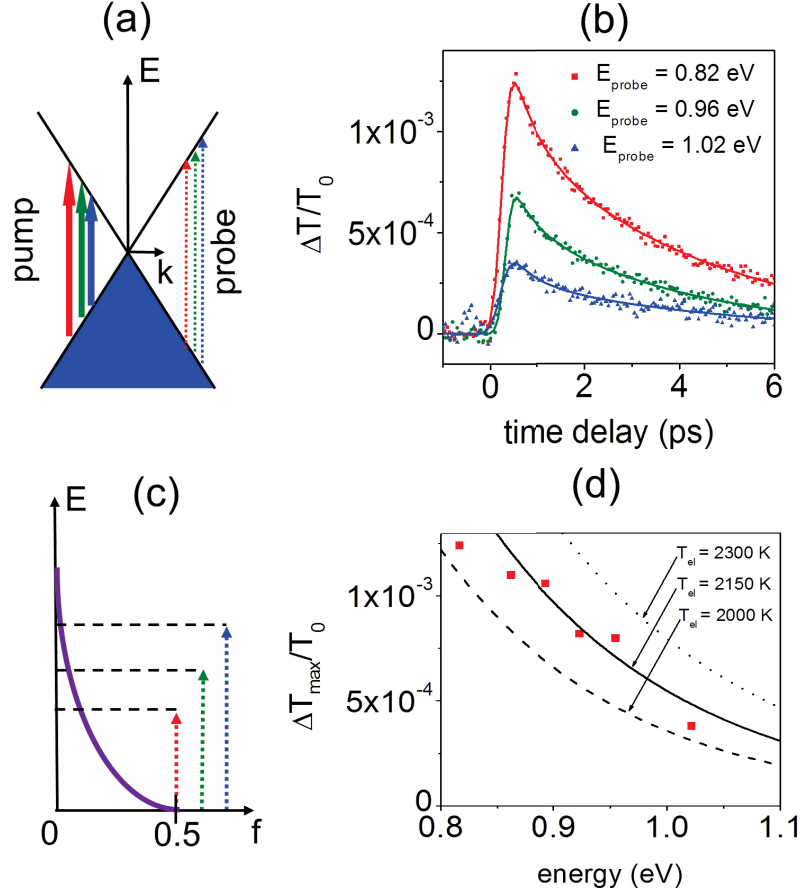 (a)
E
pump
probe
k
(b)
E_probe = 0.82 eV
E_probe = 0.96 eV
E_probe = 1.02 eV
1x10⁻³
5x10⁻⁴
0
ΔT/T₀
0 2 4 6
time delay (ps)
(c)
E
0 0.5 f
(d)
T_el = 2300 K
T_el = 2150 K
T_el = 2000 K
1x10⁻³
5x10⁻⁴
0
ΔT_max/T₀
0.8 0.9 1.0 1.1
energy (eV)